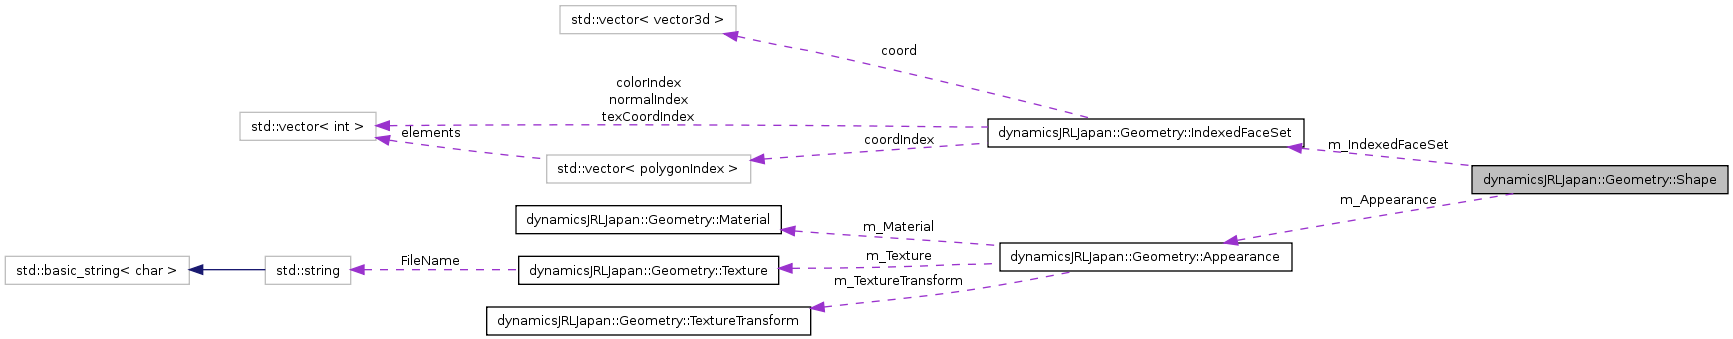 std::vector< vector3d >
coord
colorIndex
normalIndex
texCoordIndex
std::vector< int >
elements
dynamicsJRLJapan::Geometry::IndexedFaceSet
coordIndex
m_IndexedFaceSet
std::vector< polygonIndex >
dynamicsJRLJapan::Geometry::Shape
m_Appearance
dynamicsJRLJapan::Geometry::Material
m_Material
m_Texture
dynamicsJRLJapan::Geometry::Appearance
FileName
std::basic_string< char >
std::string
dynamicsJRLJapan::Geometry::Texture
m_TextureTransform
dynamicsJRLJapan::Geometry::TextureTransform